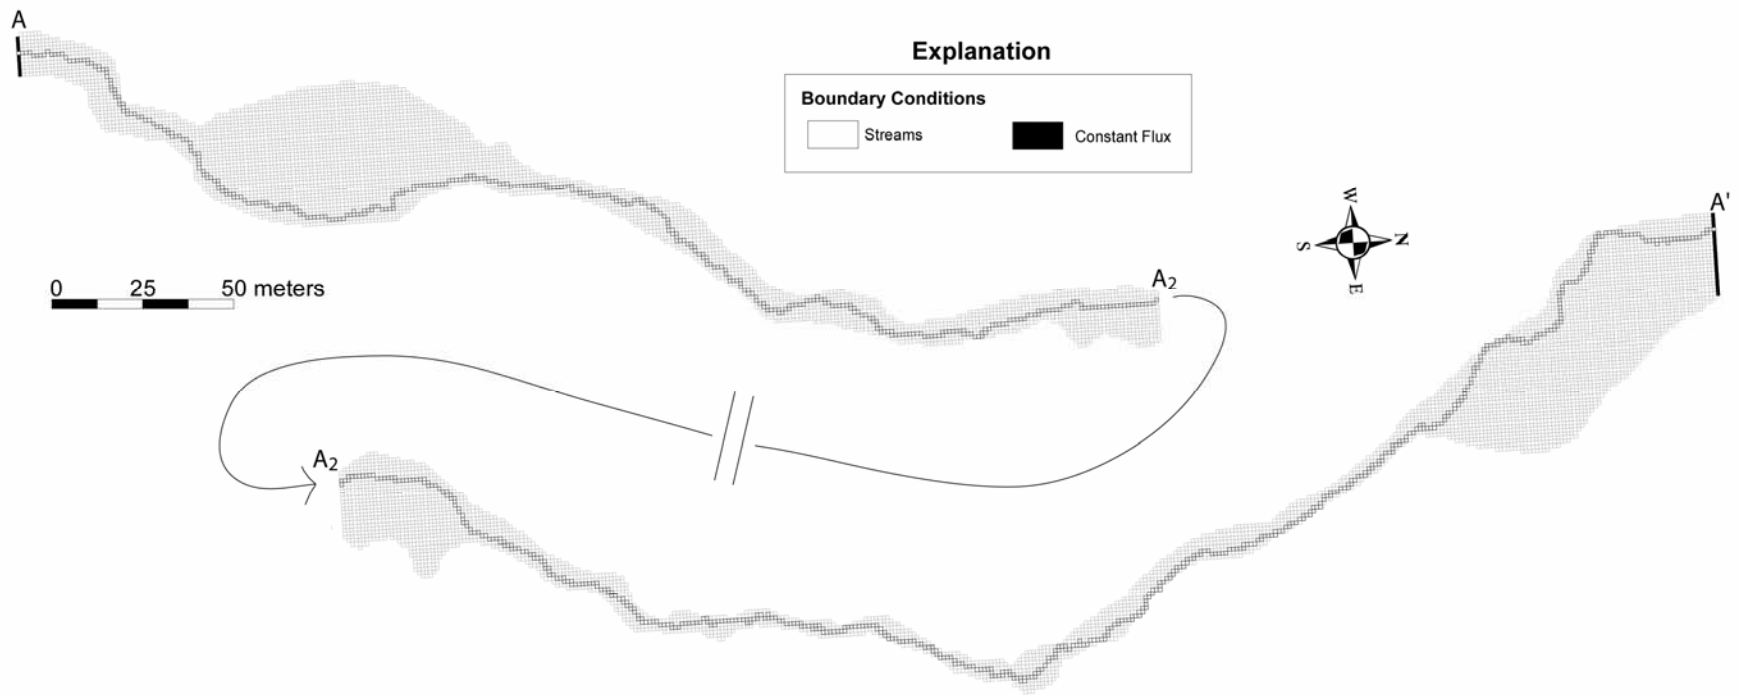 A
Explanation
Boundary Conditions
Streams
Constant Flux
W
S
N
E
A'
0 25 50 meters
A2
A2